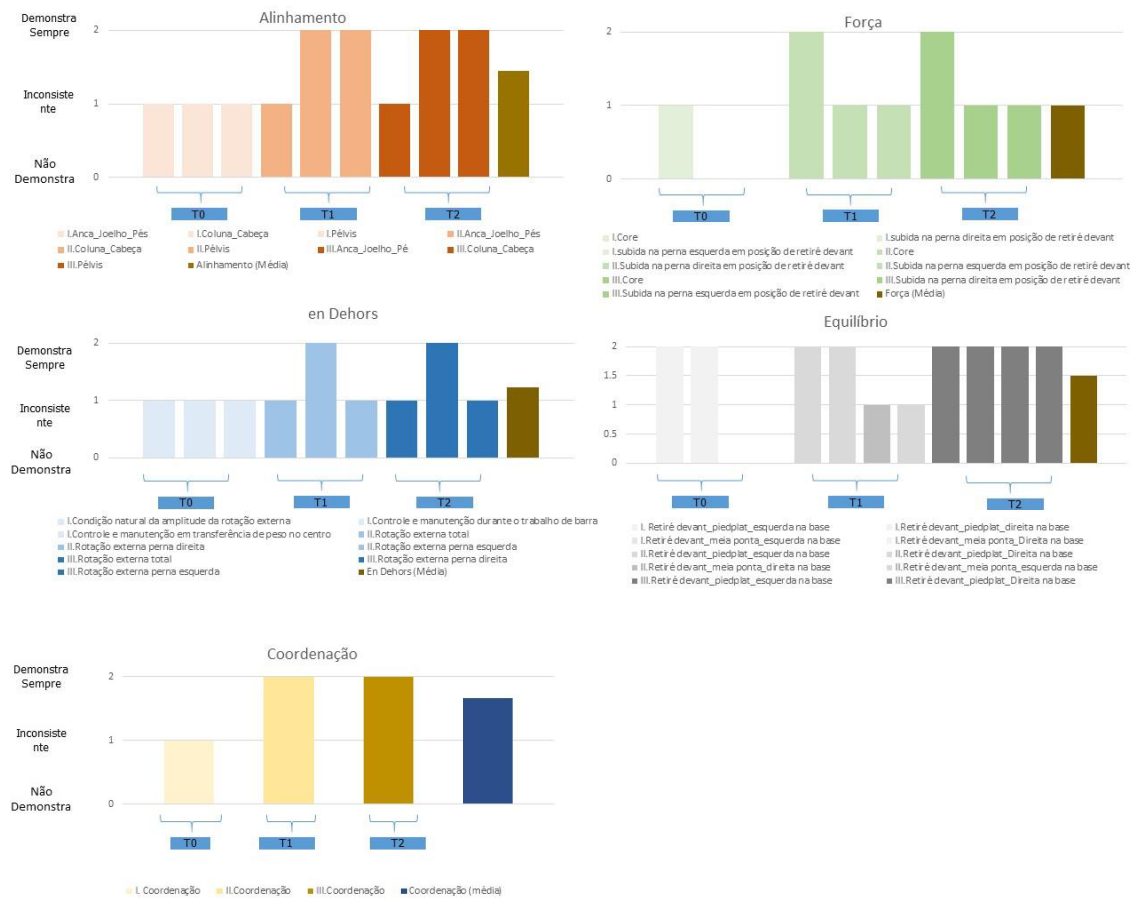 Alinhamento
Demonstra
Sempre
2
Inconsiste
nte
1
Não
Demonstra
0
T0
T1
T2
I.Anca_Joelho_Pés
I.Coluna_Cabeça
I.Pélvis
II.Anca_Joelho_Pés
II.Coluna_Cabeça
II.Pélvis
III.Anca_Joelho_Pé
III.Coluna_Cabeça
III.Pélvis
Alinhamento (Média)
Força
2
1
0
T0
T1
T2
I.Core
I.subida na perna direita em posição de retiré devant
I.subida na perna esquerda em posição de retiré devant
II.Core
II.Subida na perna direita em posição de retiré devant
II.Subida na perna esquerda em posição de retiré devant
III.Core
III.Subida na perna direita em posição de retiré devant
III.Subida na perna esquerda em posição de retiré devant
Força (Média)
en Dehors
Demonstra
Sempre
2
Inconsiste
nte
1
Não
Demonstra
0
T0
T1
T2
I.Condição natural da amplitude da rotação externa
I.Controle e manutenção durante o trabalho de barra
I.Controle e manutenção em transferência de peso no centro
II.Rotação externa total
II.Rotação externa perna direita
II.Rotação externa perna esquerda
III.Rotação externa total
III.Rotação externa perna direita
III.Rotação externa perna esquerda
En Dehors (Média)
Equilíbrio
2
1.5
1
0.5
0
T0
T1
T2
I. Retiré devant_piedplat_esquerda na base
I.Retiré devant_piedplat_direita na base
I.Retiré devant_meia ponta_esquerda na base
I.Retiré devant_meia ponta_Direita na base
II.Retiré devant_piedplat_esquerda na base
II.Retiré devant_piedplat_Direita na base
II.Retiré devant_meia ponta_direita na base
II.Retiré devant_meia ponta_esquerda na base
III.Retiré devant_piedplat_esquerda na base
III.Retiré devant_piedplat_Direita na base
Coordenação
Demonstra
Sempre
2
Inconsiste
nte
1
Não
Demonstra
0
T0
T1
T2
I. Coordenação
II.Coordenação
III.Coordenação
Coordenação (média)